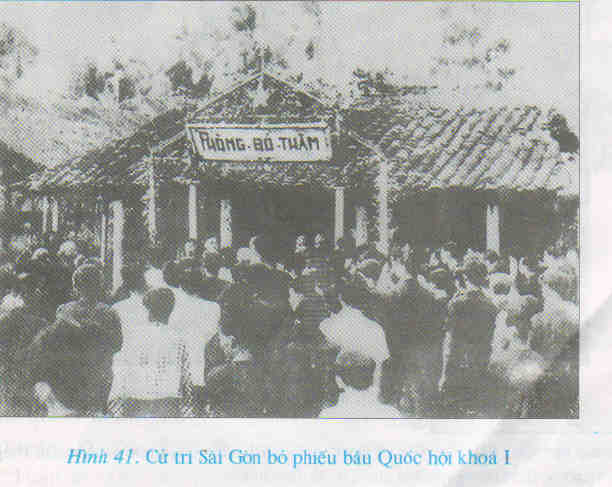 PHÒNG.BỎ.THĂM
Hình 41. Cử tri Sài Gòn bỏ phiếu bầu Quốc hội khoá I